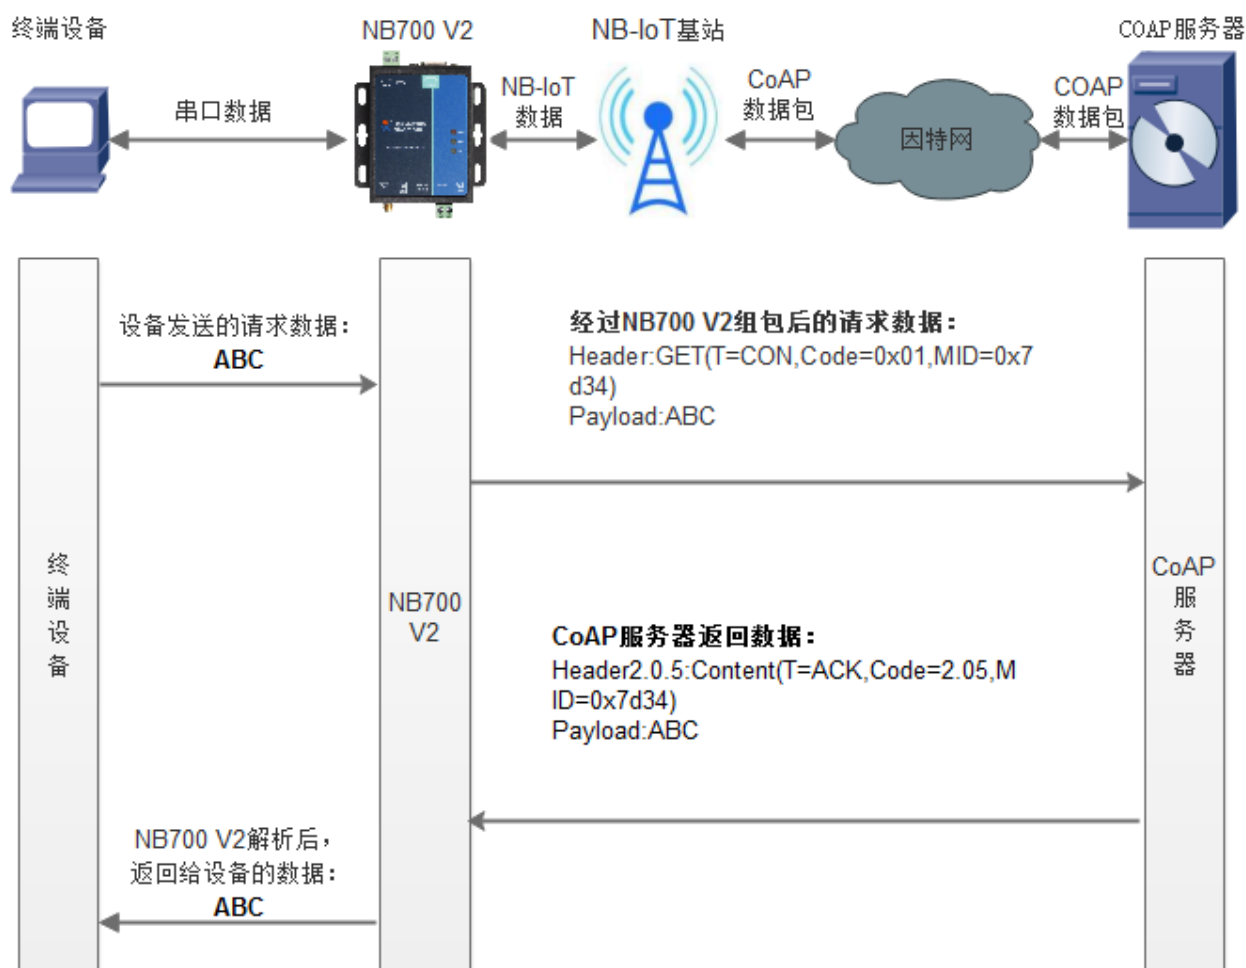 终端设备
NB700 V2
NB-IoT基站
COAP服务器
串口数据
NB-IoT
数据
CoAP
数据包
因特网
COAP
数据包
设备发送的请求数据：
ABC
经过NB700 V2组包后的请求数据：
Header:GET(T=CON,Code=0x01,MID=0x7
d34)
Payload:ABC
终
端
设
备
NB700
V2
CoAP
服
务
器
CoAP服务器返回数据：
Header2.0.5:Content(T=ACK,Code=2.05,M
ID=0x7d34)
Payload:ABC
NB700 V2解析后，
返回给设备的数据：
ABC